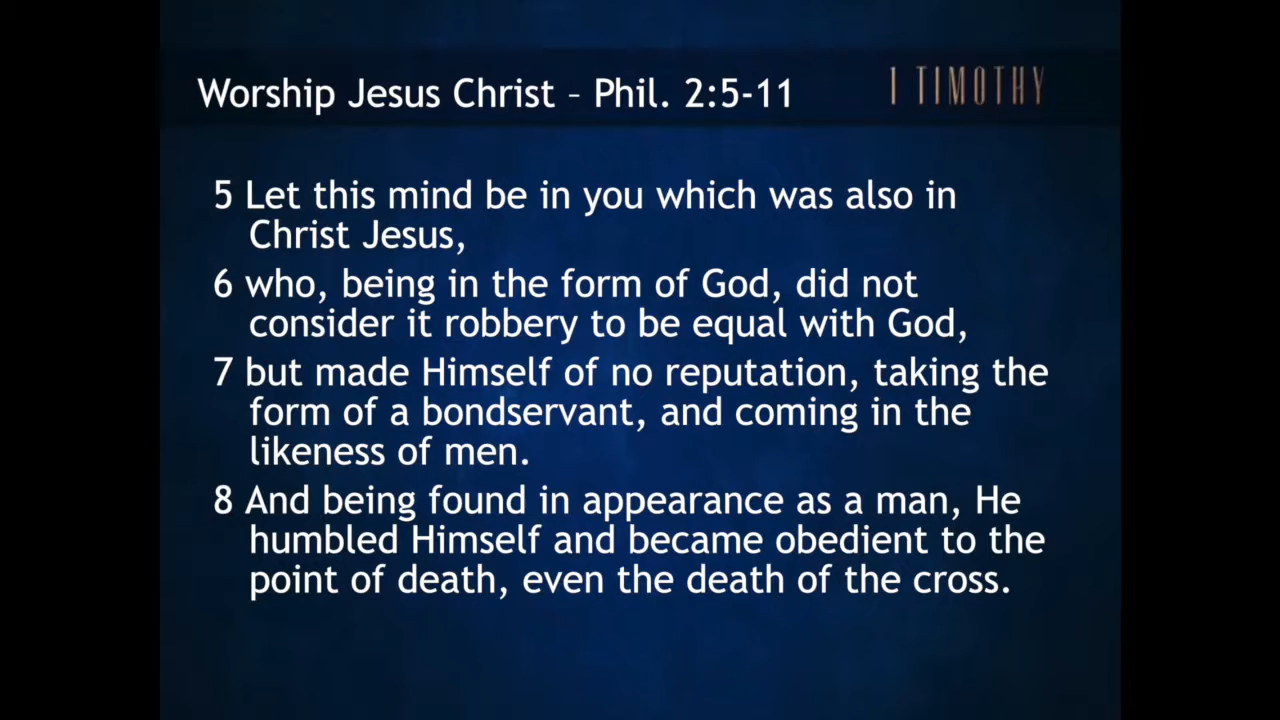 Worship Jesus Christ – Phil. 2:5-11
1 TIMOTHY
5 Let this mind be in you which was also in
Christ Jesus,
6 who, being in the form of God, did not
consider it robbery to be equal with God,
7 but made Himself of no reputation, taking the
form of a bondservant, and coming in the
likeness of men.
8 And being found in appearance as a man, He
humbled Himself and became obedient to the
point of death, even the death of the cross.